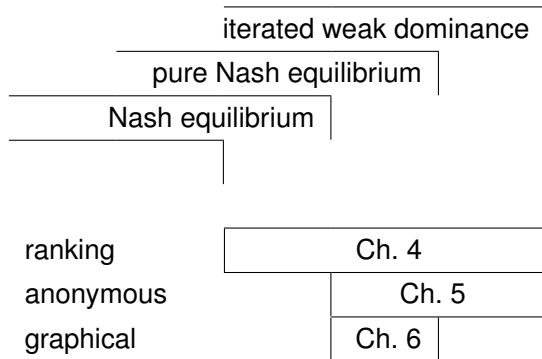 iterated weak dominance
pure Nash equilibrium
Nash equilibrium
ranking Ch. 4
anonymous Ch. 5
graphical Ch. 6